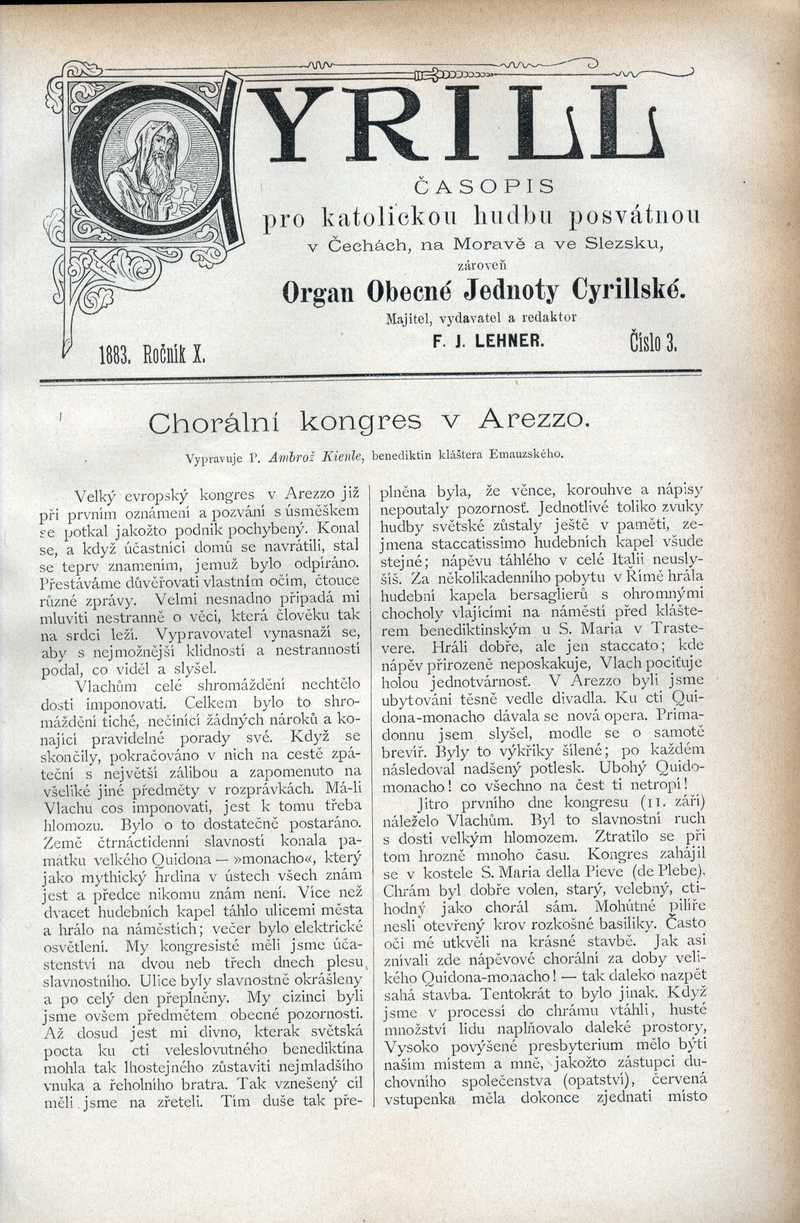 CYRILL
ČASOPIS
pro katolickou hudbu posvátnou
v Čechách, na Moravě a ve Slezsku,
zároveň
Organ Obecné Jednoty Cyrillské.
Majitel, vydavatel a redaktor
F. J. LEHNER.
1883. Ročník X.
Číslo 3.
Chorální kongres v Arezzo.
Vypravuje P. Ambrož Kienle, benediktin kláštera Emauzského.
Velký evropský kongres v Arezzo již
při prvním oznámení a pozvání s úsměškem
se potkal jakožto podnik pochybený. Konal
se, a když účastníci domů se navrátili, stal
se teprv znamením, jemuž bylo odpíráno.
Přestáváme důvěřovati vlastním očím, čtouce
různé zprávy. Velmi nesnadno připadá mi
mluviti nestranně o věci, která člověku tak
na srdci leží. Vypravovatel vynasnaží se,
aby s nejmožnější klidností a nestranností
podal, co viděl a slyšel.
Vlachům celé shromáždění nechtělo
dosti imponovati. Celkem bylo to shro-
máždění tiché, nečinící žádných nároků a ko-
nající pravidelné porady své. Když se
skončily, pokračováno v nich na cestě zpá-
teční s největší zálibou a zapomenuto na
všeliké jiné předměty v rozprávkách. Má-li
Vlachu cos imponovati, jest k tomu třeba
hlomozu. Bylo o to dostatečně postaráno.
Země čtrnáctidenní slavností konala pa-
mátku velkého Quidona — »monacho«, který
jako mythický hrdina v ústech všech znám
jest a předce nikomu znám není. Více než
dvacet hudebních kapel táhlo ulicemi města
a hrálo na náměstích; večer bylo elektrické
osvětlení. My kongresisté měli jsme úča-
stenství na dvou neb třech dnech plesu
slavnostního. Ulice byly slavnostně okrášleny
a po celý den přeplněny. My cizinci byli
jsme ovšem předmětem obecné pozornosti.
Až dosud jest mi divno, kterak světská
pocta ku cti veleslovutného benediktina
mohla tak lhostejného zůstaviti nejmladšího
vnuka a řeholního bratra. Tak vznešený cíl
měli jsme na zřeteli. Tím duše tak pře-
plněna byla, že věnce, korouhve a nápisy
nepoutaly pozornosť. Jednotlivé toliko zvuky
hudby světské zůstaly ještě v paměti, ze-
jmena staccatissimo hudebních kapel všude
stejné; nápěvu táhlého v celé Italii neusly-
šíš. Za několikadenního pobytu v Římě hrála
hudební kapela bersaglierů s ohromnými
chocholy vlajícími na náměstí před klášte-
rem benediktinským u S. Maria v Traste-
vere. Hráli dobře, ale jen staccato; kde
nápěv přirozeně neposkakuje, Vlach pociťuje
holou jednotvárnosť. V Arezzo byli jsme
ubytováni těsně vedle divadla. Ku cti Qui-
dona-monacho dávala se nová opera. Prima-
donnu jsem slyšel, modle se o samotě
brevíř. Byly to výkřiky šílené; po každém
následoval nadšený potlesk. Ubohý Quido-
monacho! co všechno na česť ti netropí!
Jitro prvního dne kongresu (11. září)
náleželo Vlachům. Byl to slavnostní ruch
s dosti velkým hlomozem. Ztratilo se při
tom hrozně mnoho času. Kongres zahájil
se v kostele S. Maria della Pieve (de Plebe).
Chrám byl dobře volen, starý, velebný, cti-
hodný jako chorál sám. Mohútné pilíře
nesli otevřený krov rozkošné basiliky. Často
oči mé utkvěli na krásné stavbě. Jak asi
znívali zde nápěvové chorální za doby veli-
kého Quidona-monacho! — tak daleko nazpět
sahá stavba. Tentokrát to bylo jinak. Když
jsme v processí do chrámu vtáhli, husté
množství lidu naplňovalo daleké prostory,
Vysoko povýšené presbyterium mělo býti
naším místem a mně, jakožto zástupci du-
chovního společenstva (opatství), červená
vstupenka měla dokonce zjednati místo